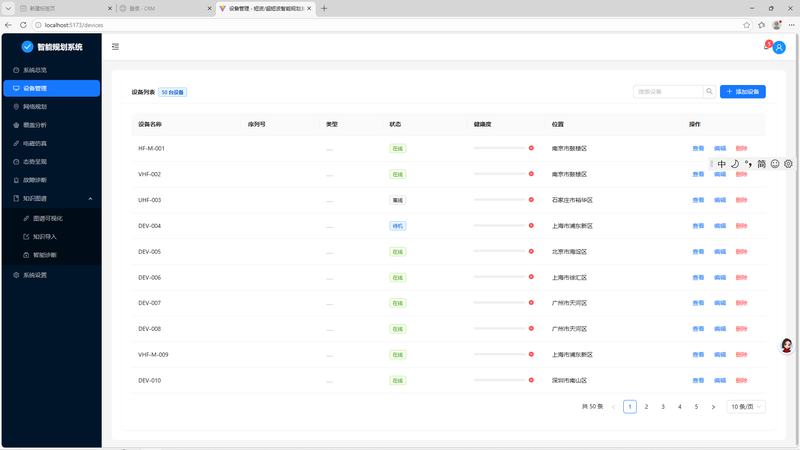 新建标签页
登录 - CRM
设备管理 - 短波/超短波智能规划系
localhost:5173/devices
智能规划系统
系统总览
设备管理
网络规划
覆盖分析
电磁仿真
态势呈现
故障诊断
知识图谱
图谱可视化
知识导入
智能诊断
系统设置
设备列表 50 台设备
搜索设备
添加设备
设备名称 序列号 类型 状态 健康度 位置 操作
HF-M-001 在线 南京市鼓楼区 查看 编辑 删除
中 简
VHF-002 在线 南京市鼓楼区 查看 编辑 删除
UHF-003 离线 石家庄市裕华区 查看 编辑 删除
DEV-004 待机 上海市浦东新区 查看 编辑 删除
DEV-005 在线 北京市海淀区 查看 编辑 删除
DEV-006 在线 上海市徐汇区 查看 编辑 删除
DEV-007 在线 广州市天河区 查看 编辑 删除
DEV-008 在线 广州市天河区 查看 编辑 删除
VHF-M-009 在线 上海市浦东新区 查看 编辑 删除
DEV-010 在线 深圳市南山区 查看 编辑 删除
共 50 条 1 2 3 4 5 10 条/页